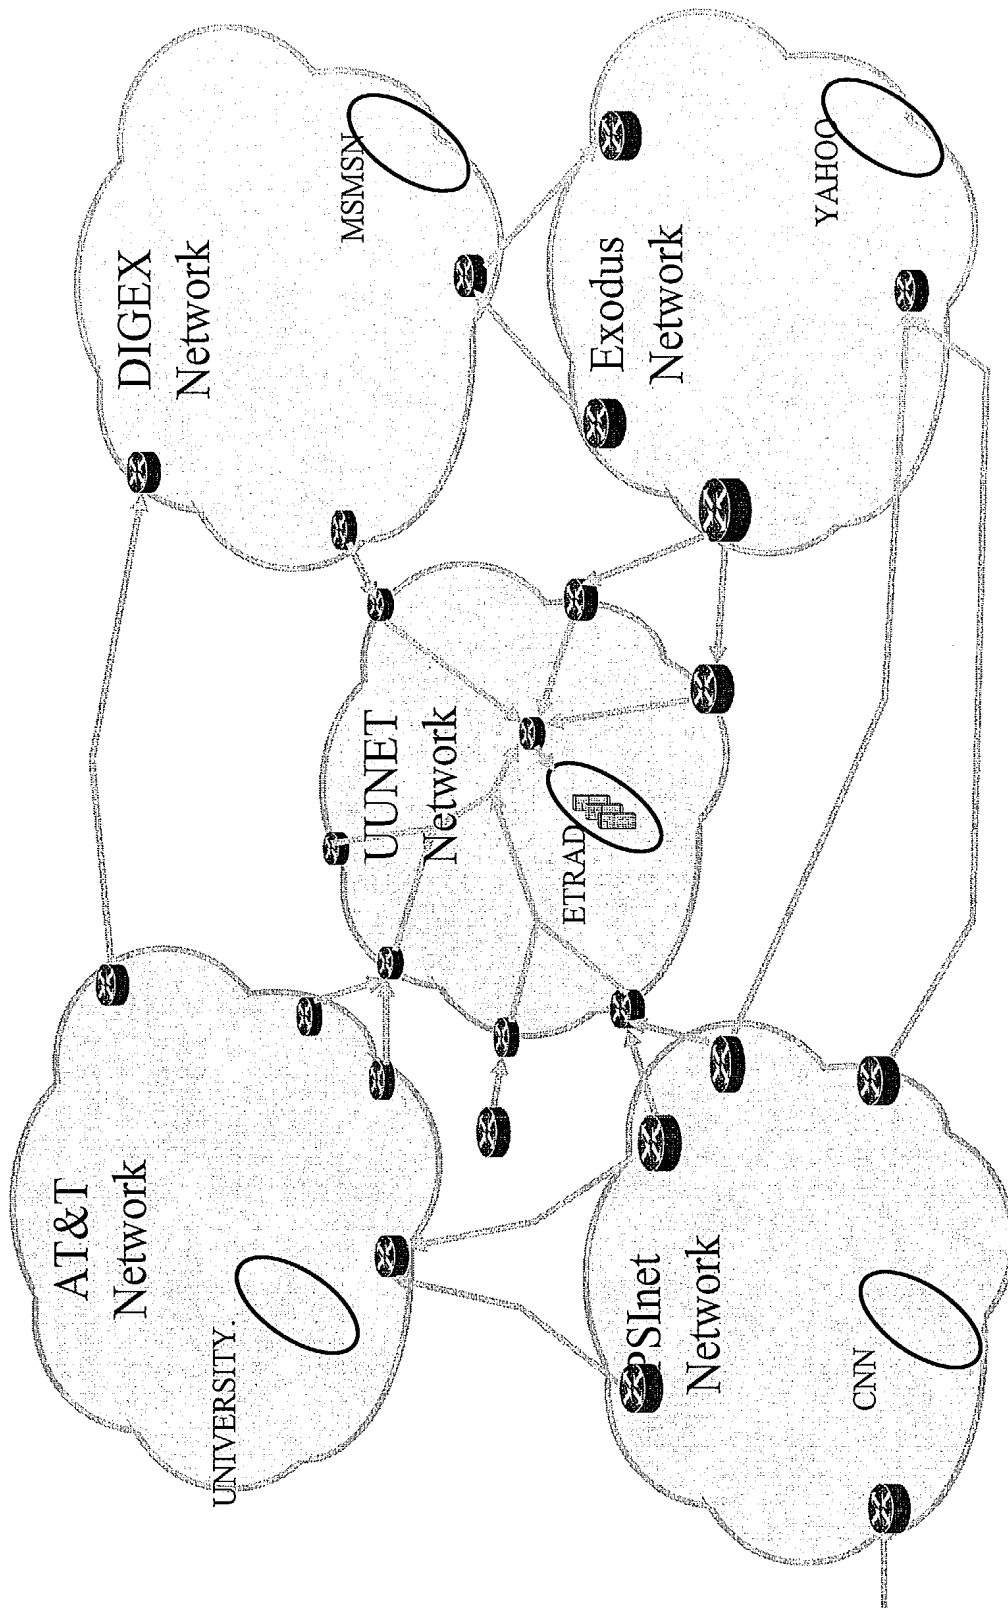 AT&T
Network
UNIVERSITY.
DIGEX
Network
MSMSN
UUNET
Network
ETRAD
PSInet
Network
CNN
Exodus
Network
YAHOO